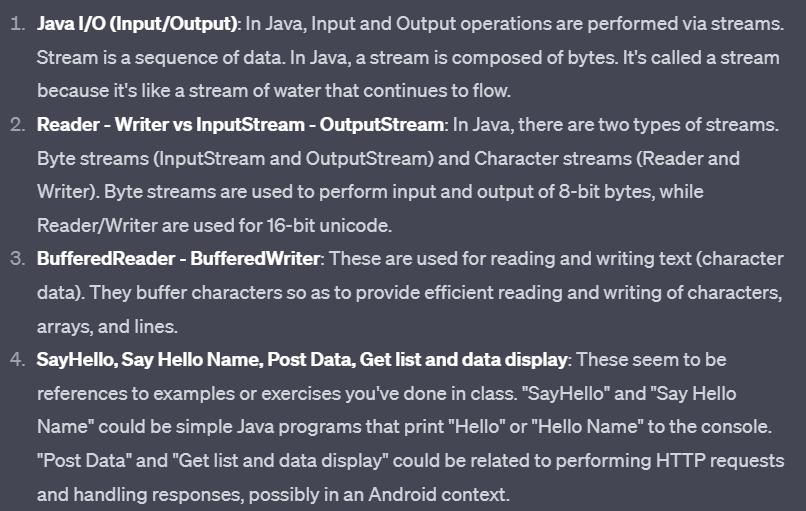 1. Java I/O (Input/Output): In Java, Input and Output operations are performed via streams.
Stream is a sequence of data. In Java, a stream is composed of bytes. It's called a stream
because it's like a stream of water that continues to flow.
2. Reader - Writer vs InputStream - OutputStream: In Java, there are two types of streams.
Byte streams (InputStream and OutputStream) and Character streams (Reader and
Writer). Byte streams are used to perform input and output of 8-bit bytes, while
Reader/Writer are used for 16-bit unicode.
3. BufferedReader - BufferedWriter: These are used for reading and writing text (character
data). They buffer characters so as to provide efficient reading and writing of characters,
arrays, and lines.
4. SayHello, Say Hello Name, Post Data, Get list and data display: These seem to be
references to examples or exercises you've done in class. "SayHello" and "Say Hello
Name" could be simple Java programs that print "Hello" or "Hello Name" to the console.
"Post Data" and "Get list and data display" could be related to performing HTTP requests
and handling responses, possibly in an Android context.